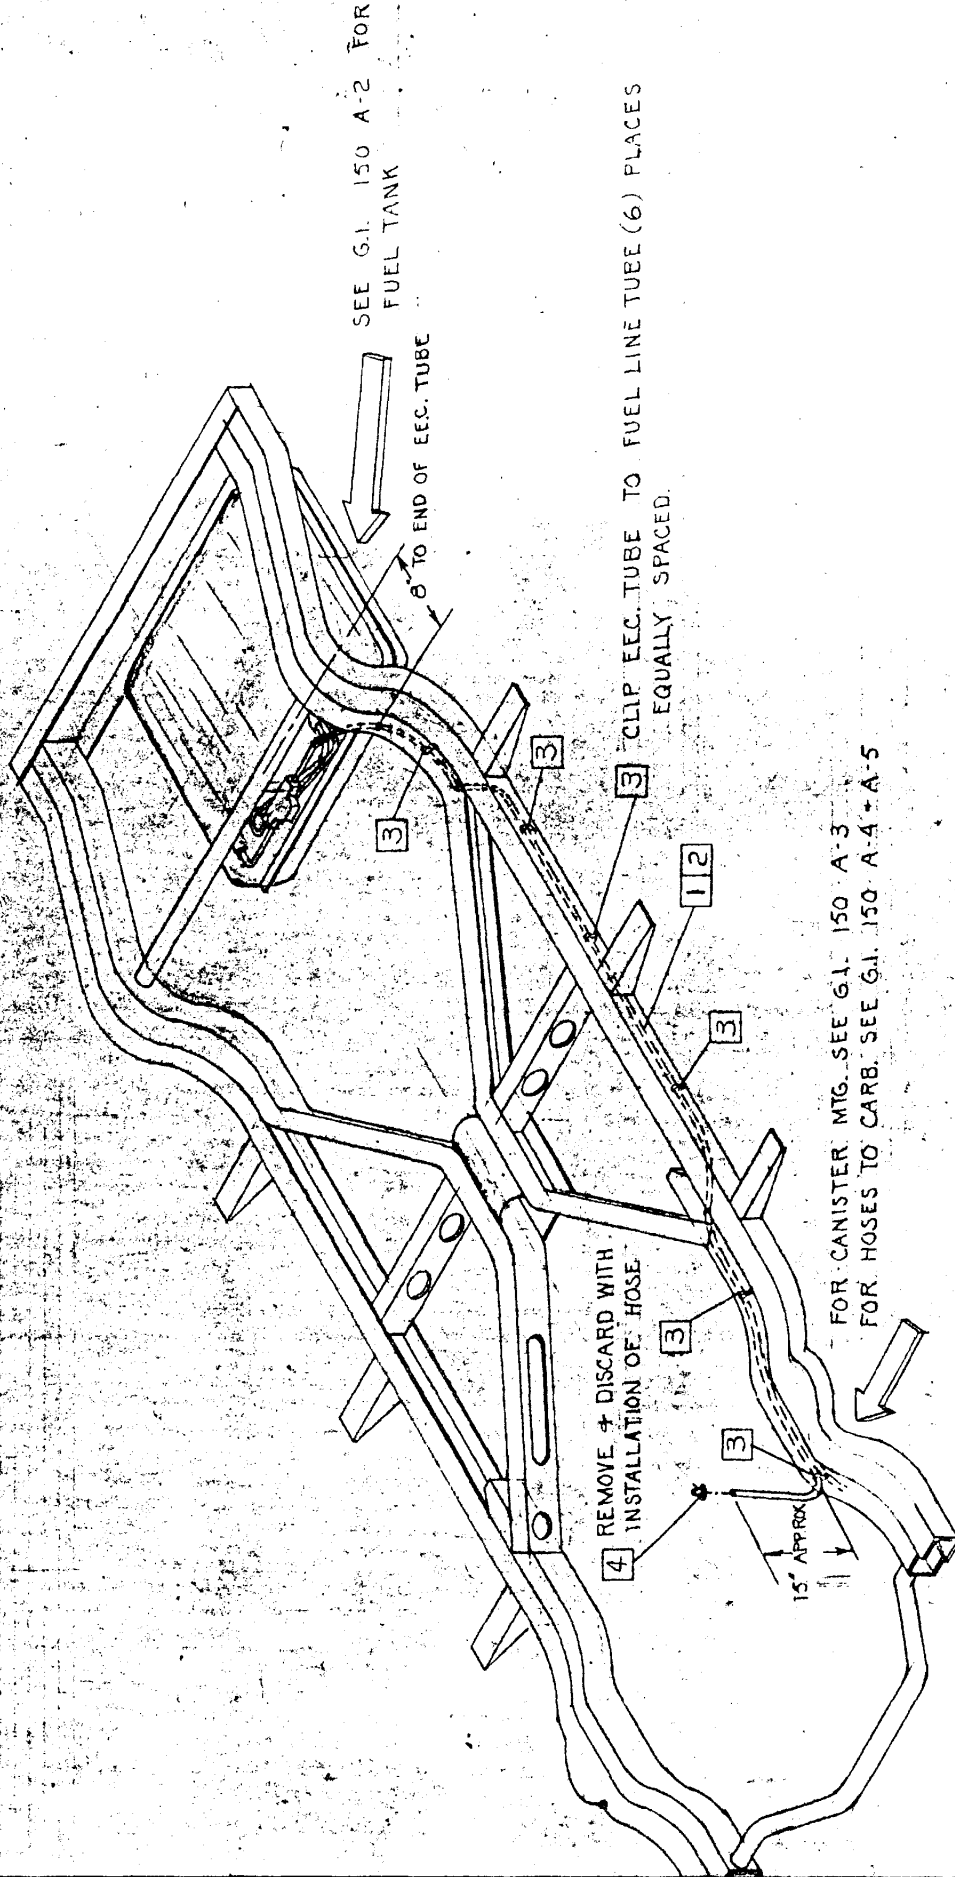 SEE G.I. 150 A-2 FOR
FUEL TANK
8" TO END OF E.E.C. TUBE
3
3
3 CLIP E.E.C. TUBE TO FUEL LINE TUBE (6) PLACES
EQUALLY SPACED.
1 2
3
3
3
4 REMOVE & DISCARD WITH
INSTALLATION OF HOSE
15" APPROX
FOR CANISTER MTG. SEE G.I. 150 A-3
FOR HOSES TO CARB. SEE G.I. 150 A-4 & A-5